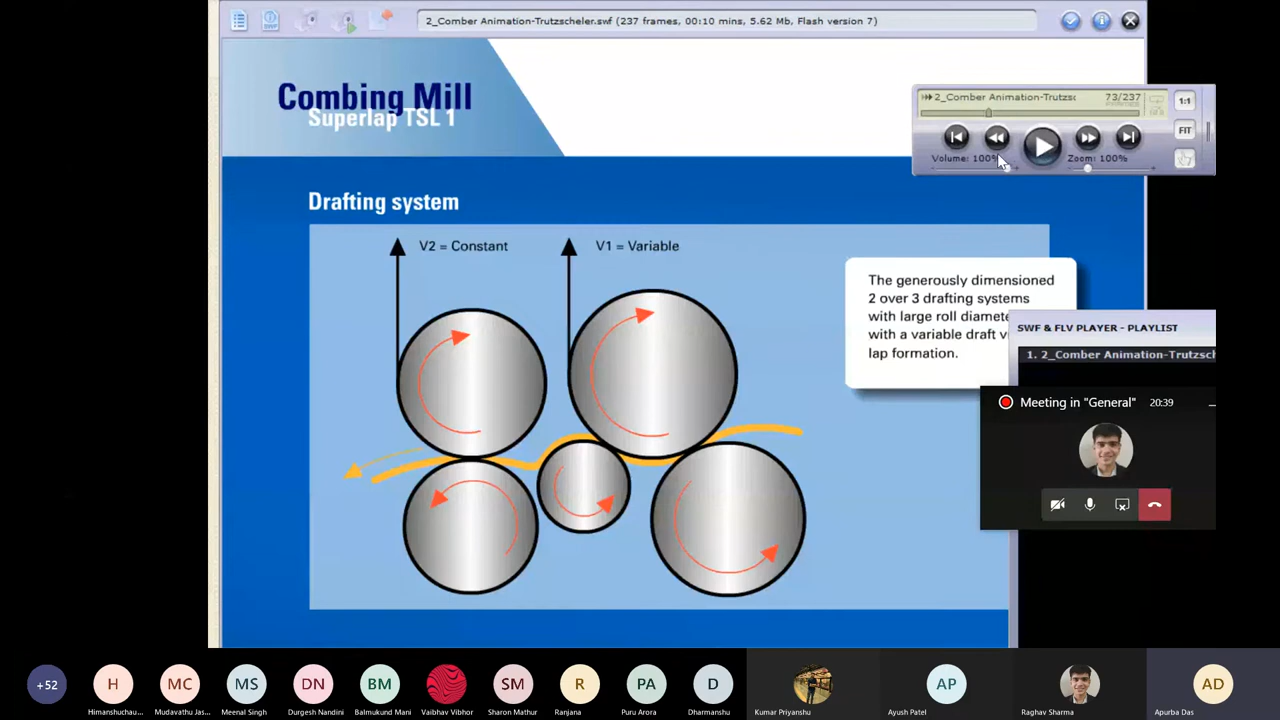 2_Comber Animation-Trutzscheler.swf (237 frames, 00:10 mins, 5.62 Mb, Flash version 7)
Combing Mill
Superlap TSL 1
2_Comber Animation-Trutzsc
73/237
1:1
FIT
Volume: 100%
Zoom: 100%
Drafting system
V2 = Constant
V1 = Variable
The generously dimensioned
2 over 3 drafting systems
with large roll diamete
with a variable draft v
lap formation.
SWF & FLV PLAYER - PLAYLIST
1. 2_Comber Animation-Trutzsch
Meeting in "General"
20:39
+52
H
MC
MS
DN
BM
SM
R
PA
D
AP
AD
Himanshuchau...
Mudavathu Jas...
Meenal Singh
Durgesh Nandini
Balmukund Mani
Vaibhav Vibhor
Sharon Mathur
Ranjana
Puru Arora
Dharmanshu
Kumar Priyanshu
Ayush Patel
Raghav Sharma
Apurba Das